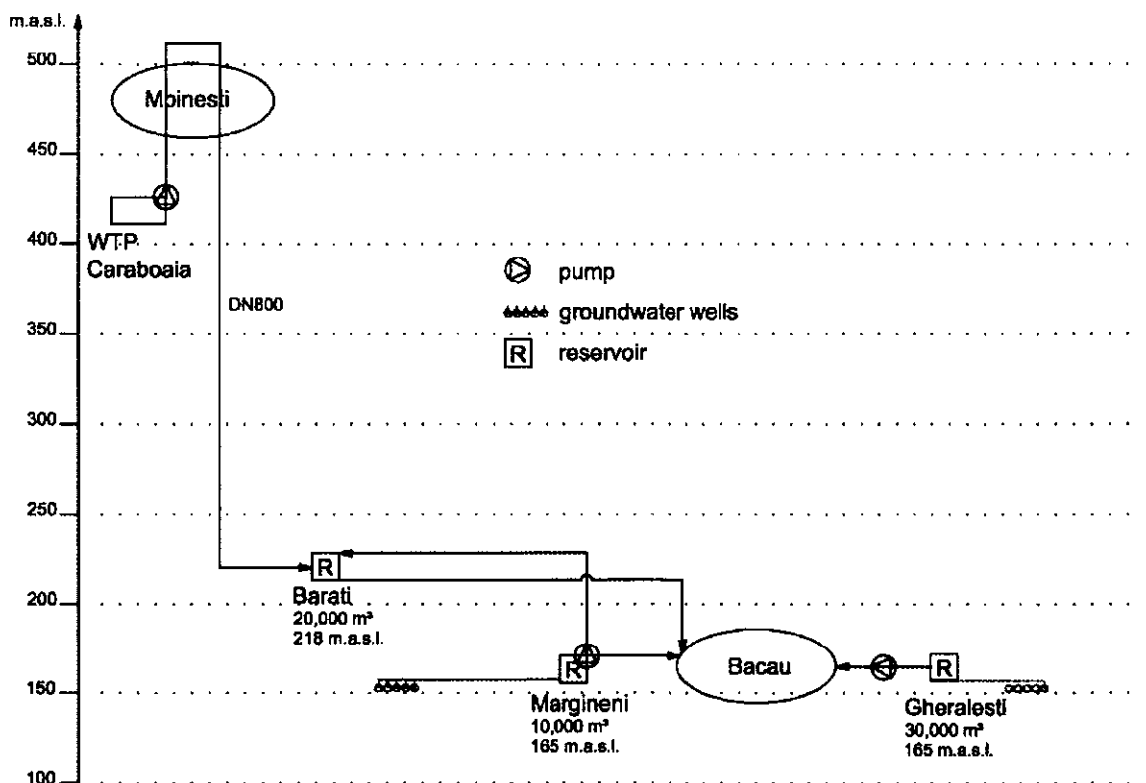 m.a.s.l.
500
Moinesti
450
WTP
Caraboaia
400
pump
DN800
groundwater wells
350
R reservoir
300
250
R
Barati
20,000 m³
218 m.a.s.l.
200
R
Bacau
R
150
Margineni
10,000 m³
165 m.a.s.l.
Gheraiesti
30,000 m³
165 m.a.s.l.
100